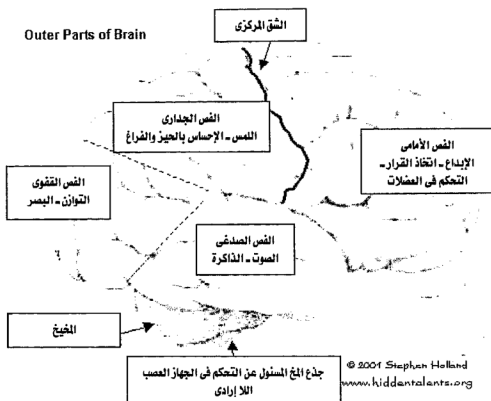 Outer Parts of Brain
الشق المركزى
الفص الجدارى
اللمس - الإحساس بالحيز والفراغ
الفص الأمامى
الإبداع - اتخاذ القرار -
التحكم فى العضلات
الفص القفوى
التوازن - البصر
الفص الصدغى
الصوت - الذاكرة
المخيخ
جذع المخ المسئول عن التحكم فى الجهاز العصب
اللا إرادى
© 2001 Stephen Holland
www.hiddentalents.org